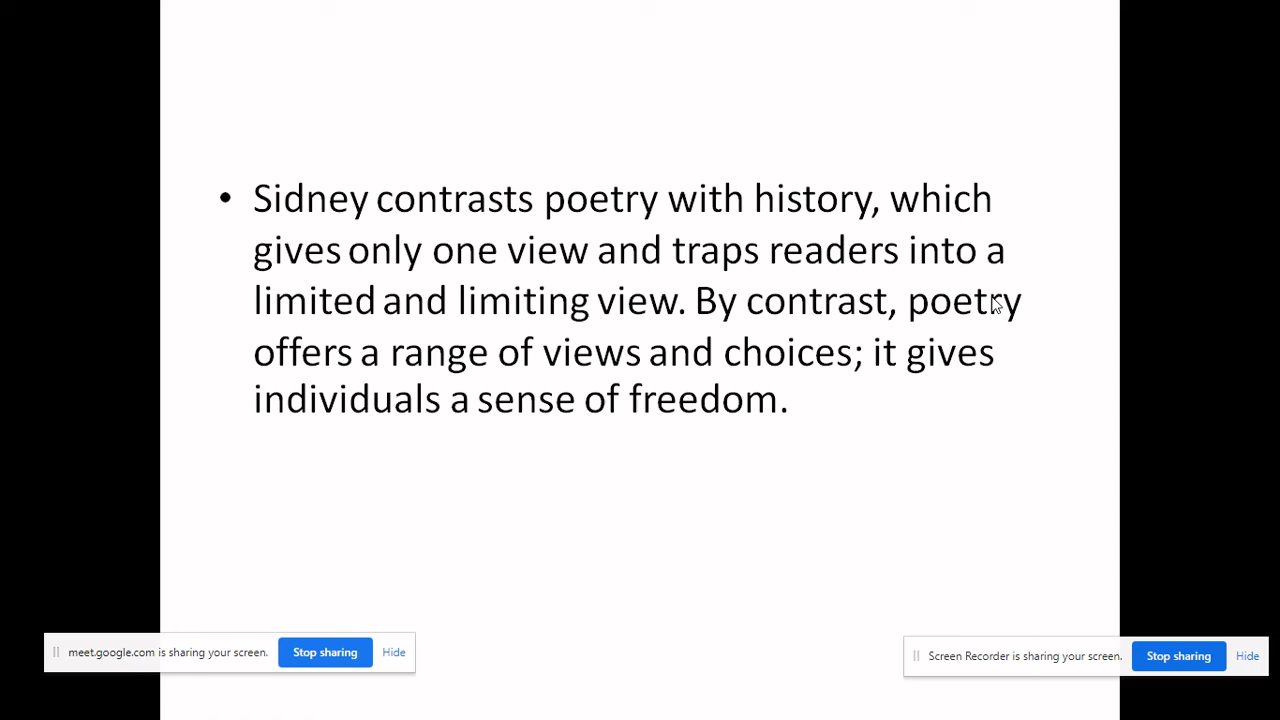 • Sidney contrasts poetry with history, which
gives only one view and traps readers into a
limited and limiting view. By contrast, poetry
offers a range of views and choices; it gives
individuals a sense of freedom.
meet.google.com is sharing your screen. Stop sharing Hide
Screen Recorder is sharing your screen. Stop sharing Hide